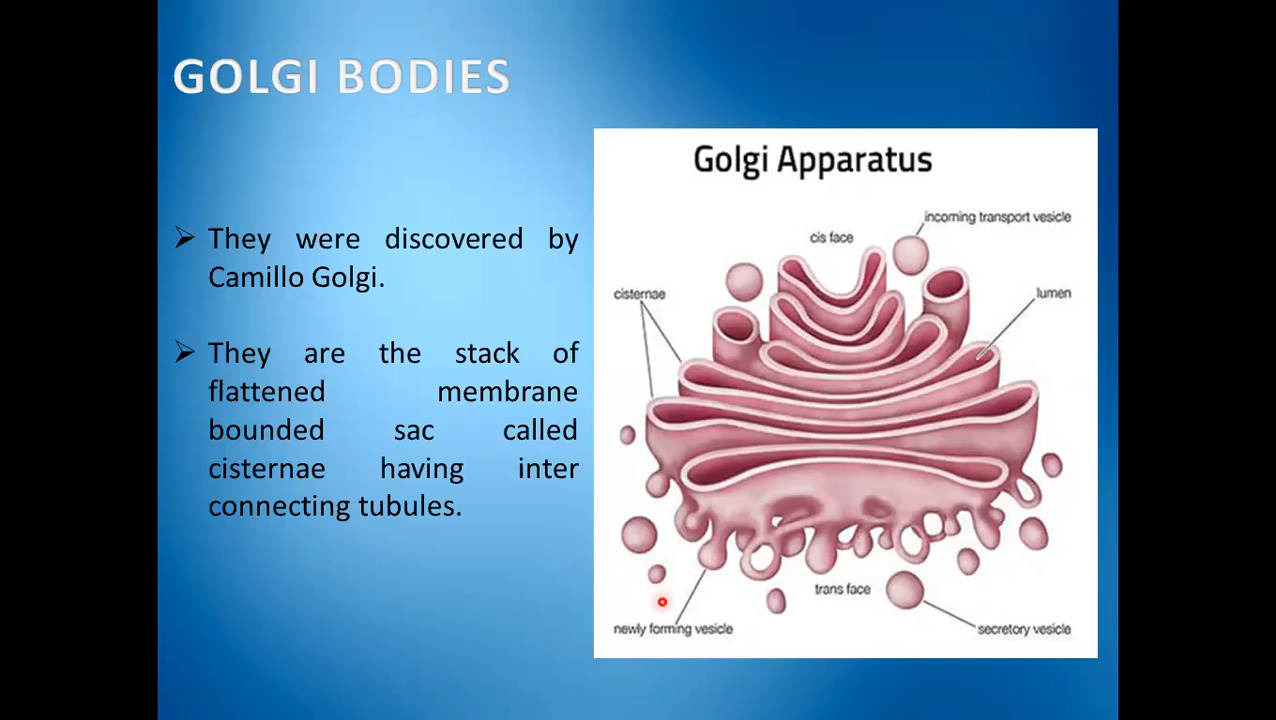 GOLGI BODIES
They were discovered by
Camillo Golgi.
They are the stack of
flattened membrane
bounded sac called
cisternae having inter
connecting tubules.
Golgi Apparatus
incoming transport vesicle
cis face
cisternae
lumen
trans face
newly forming vesicle
secretory vesicle